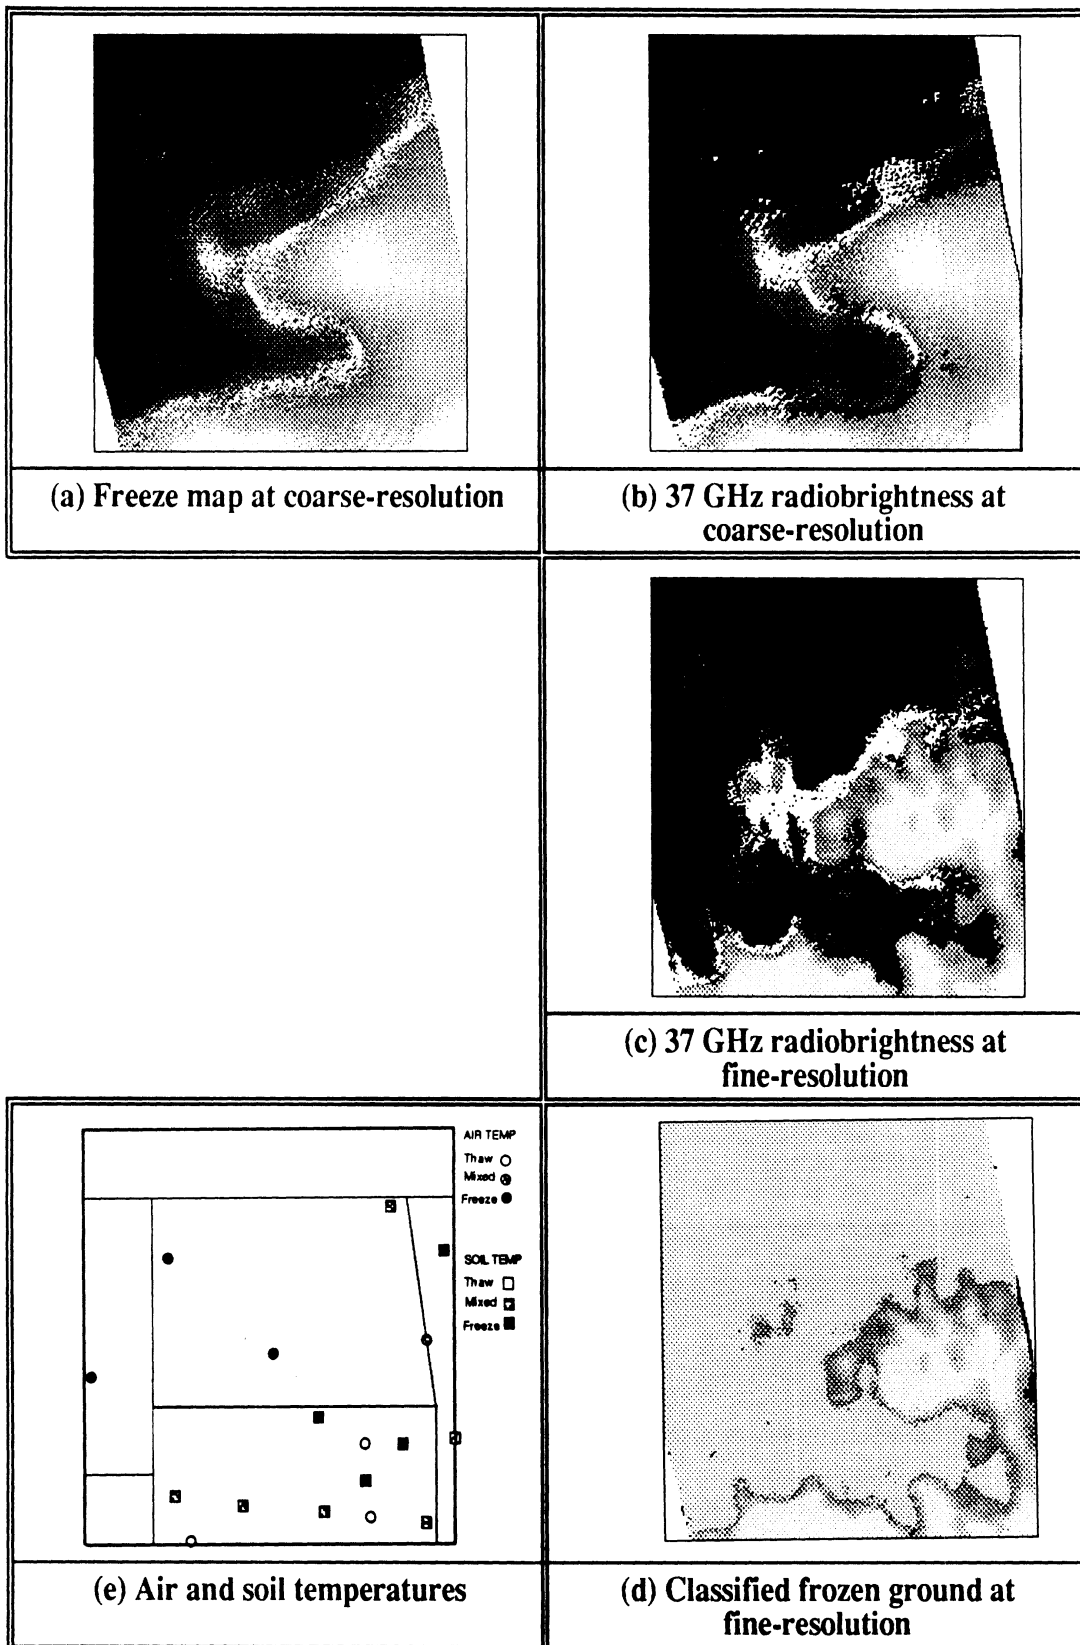 (a) Freeze map at coarse-resolution
(b) 37 GHz radiobrightness at
coarse-resolution
(c) 37 GHz radiobrightness at
fine-resolution
AIR TEMP
Thaw
Mixed
Freeze
SOIL TEMP
Thaw
Mixed
Freeze
(e) Air and soil temperatures
(d) Classified frozen ground at
fine-resolution